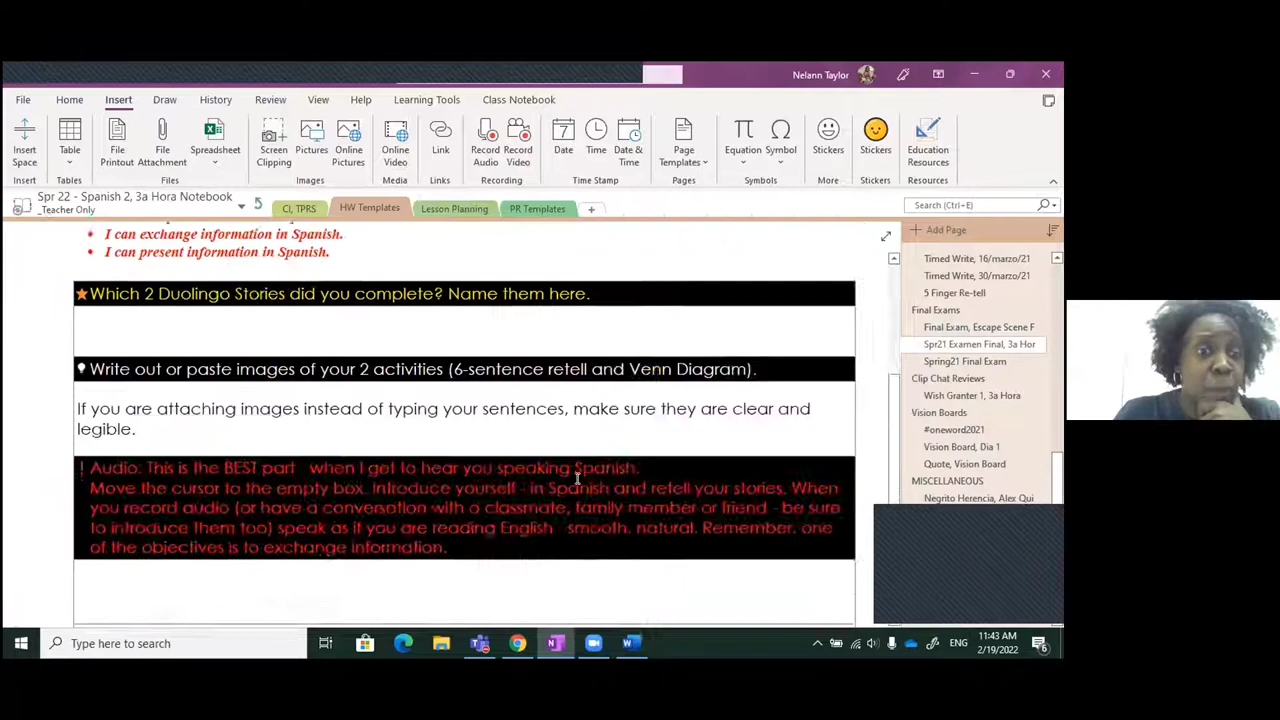 Nelann Taylor
File Home Insert Draw History Review View Help Learning Tools Class Notebook
Insert Space
Table
File Printout
File Attachment
Spreadsheet
Screen Clipping
Pictures
Online Pictures
Online Video
Link
Record Audio
Record Video
Date
Time
Date & Time
Page Templates
Equation
Symbol
Stickers
Stickers
Education Resources
Insert Tables Files Images Media Links Recording Time Stamp Pages Symbols More Stickers Resources
Spr 22 - Spanish 2, 3a Hora Notebook
_Teacher Only
CI, TPRS HW Templates Lesson Planning PR Templates
Search (Ctrl+E)
• I can exchange information in Spanish.
• I can present information in Spanish.
Which 2 Duolingo Stories did you complete? Name them here.
Write out or paste images of your 2 activities (6-sentence retell and Venn Diagram).
If you are attaching images instead of typing your sentences, make sure they are clear and
legible.
! Audio. This is the BEST part when I get to hear you speaking Spanish.
Move the cursor to the empty box. Introduce yourself - in Spanish and retell your stories. When
you record audio (or have a conversation with a classmate, family member or friend - be sure
to introduce them too) speak as if you are reading English smooth, natural. Remember, one
of the objectives is to exchange information.
Add Page
Timed Write, 16/marzo/21
Timed Write, 30/marzo/21
5 Finger Re-tell
Final Exams
Final Exam, Escape Scene F
Spr21 Examen Final, 3a Hor
Spring21 Final Exam
Clip Chat Reviews
Wish Granter 1, 3a Hora
Vision Boards
#oneword2021
Vision Board, Dia 1
Quote, Vision Board
MISCELLANEOUS
Negrito Herencia, Alex Qui
Type here to search
ENG
11:43 AM
2/19/2022
6